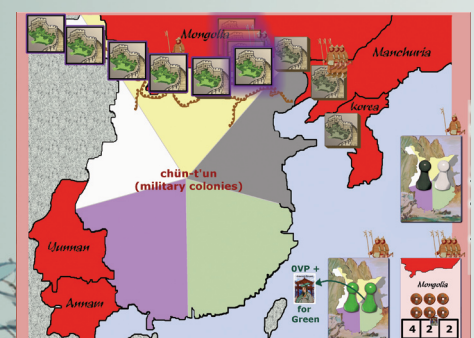 Mongolia
Manchuria
Korea
chün-t'un
(military colonies)
Yunnan
Annam
0VP +
for
Green
Mongolia
4 2 2